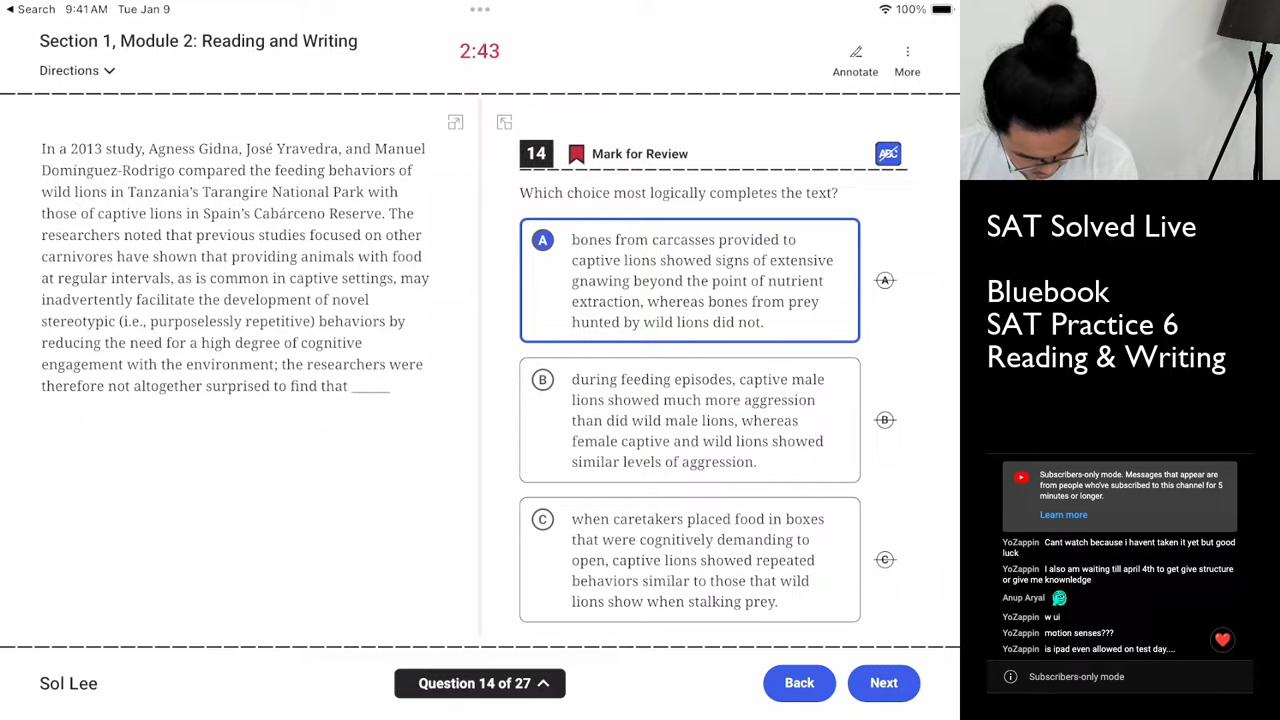 Search 9:41 AM Tue Jan 9
100%
Section 1, Module 2: Reading and Writing
Directions
2:43
Annotate
More
In a 2013 study, Agness Gidna, José Yravedra, and Manuel
Domínguez-Rodrigo compared the feeding behaviors of
wild lions in Tanzania's Tarangire National Park with
those of captive lions in Spain's Cabárceno Reserve. The
researchers noted that previous studies focused on other
carnivores have shown that providing animals with food
at regular intervals, as is common in captive settings, may
inadvertently facilitate the development of novel
stereotypic (i.e., purposelessly repetitive) behaviors by
reducing the need for a high degree of cognitive
engagement with the environment; the researchers were
therefore not altogether surprised to find that ______
14 Mark for Review ABC
Which choice most logically completes the text?
A bones from carcasses provided to
captive lions showed signs of extensive
gnawing beyond the point of nutrient
extraction, whereas bones from prey
hunted by wild lions did not.
A
B during feeding episodes, captive male
lions showed much more aggression
than did wild male lions, whereas
female captive and wild lions showed
similar levels of aggression.
B
C when caretakers placed food in boxes
that were cognitively demanding to
open, captive lions showed repeated
behaviors similar to those that wild
lions show when stalking prey.
C
Sol Lee
Question 14 of 27
Back
Next
SAT Solved Live
Bluebook
SAT Practice 6
Reading & Writing
Subscribers-only mode. Messages that appear are
from people who've subscribed to this channel for 5
minutes or longer.
Learn more
YoZappin Cant watch because i havent taken it yet but good
luck
YoZappin I also am waiting till april 4th to get give structure
or give me knownledge
Anup Aryal
YoZappin w ui
YoZappin motion senses???
YoZappin is ipad even allowed on test day....
Subscribers-only mode